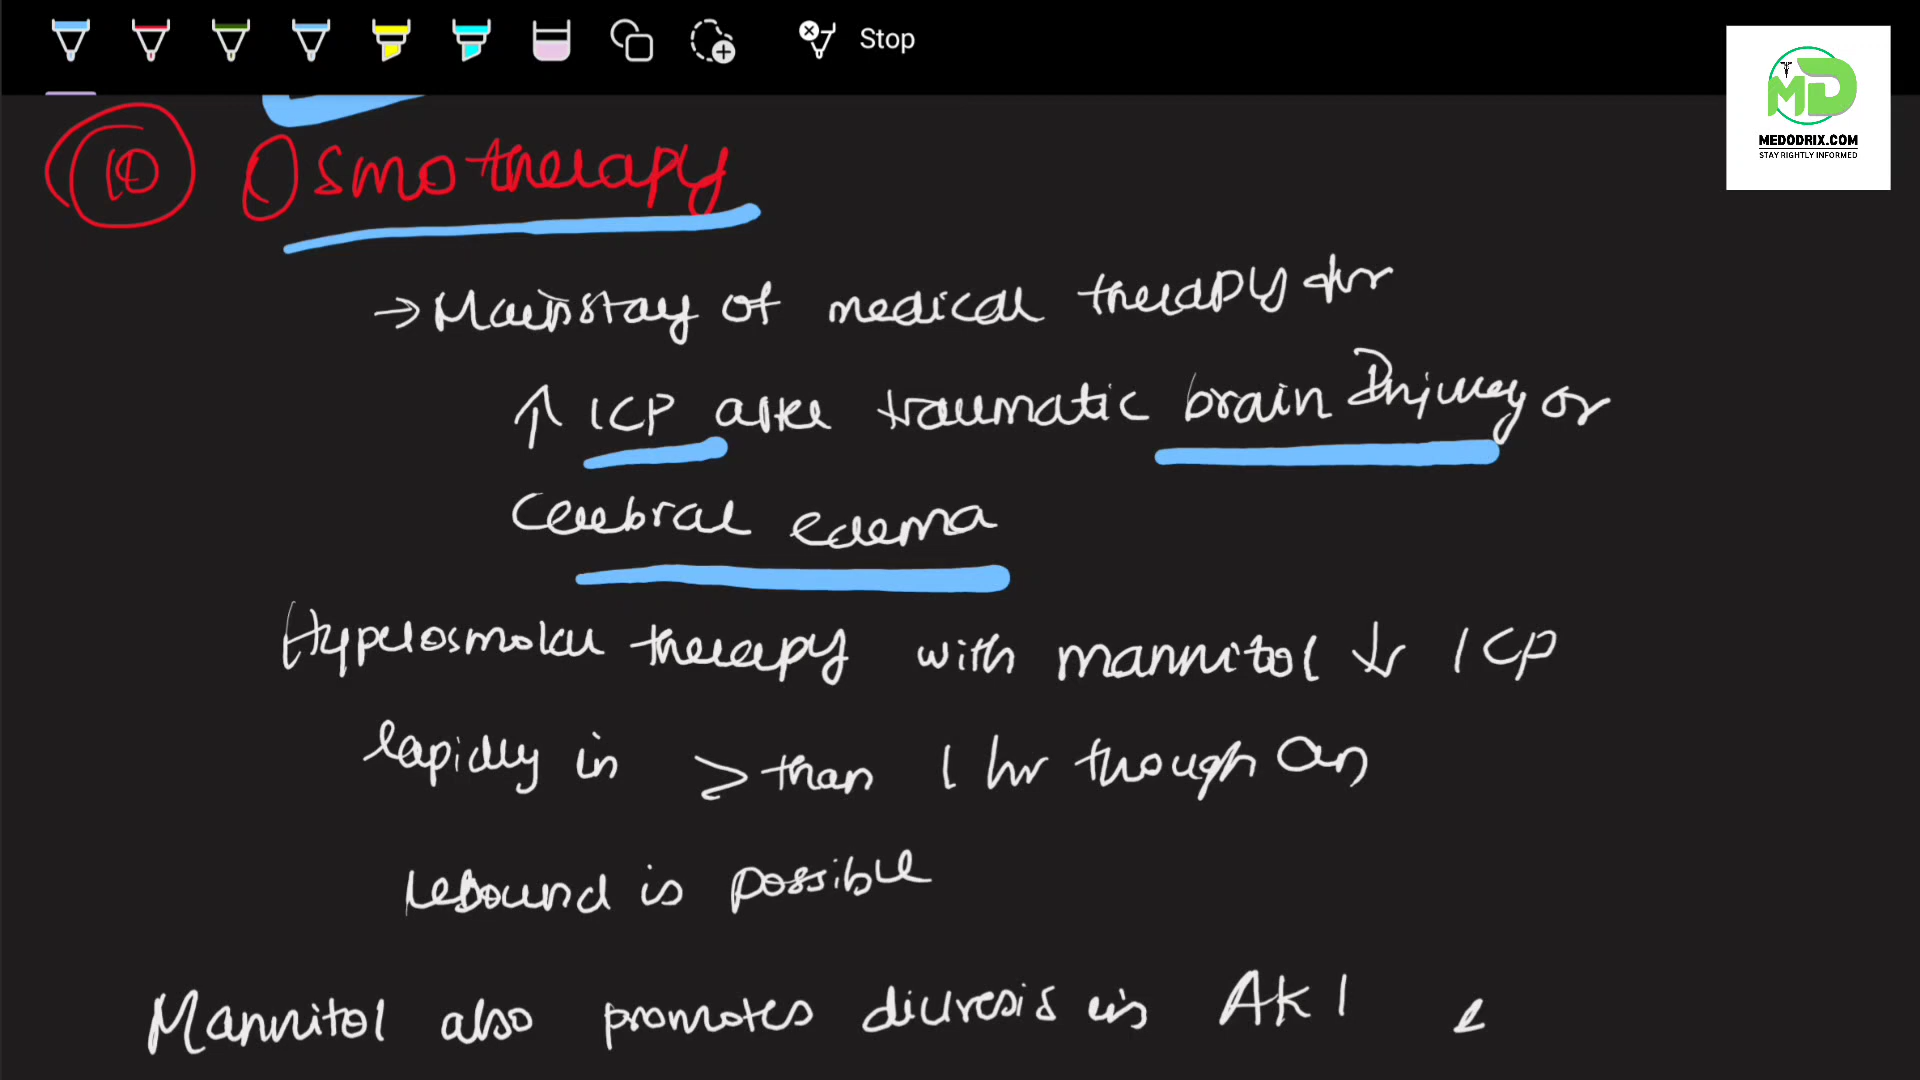 Stop
MD
MEDODRIX.COM
STAY RIGHTLY INFORMED
10 Osmotherapy
→ Mainstay of medical therapy for
↑ ICP after traumatic brain Injury or
Cerebral edema
Hyperosmolar therapy with mannitol ↓r ICP
rapidly in ≥ than 1 hr though an
rebound is possible
Mannitol also promotes diuresis in AKI